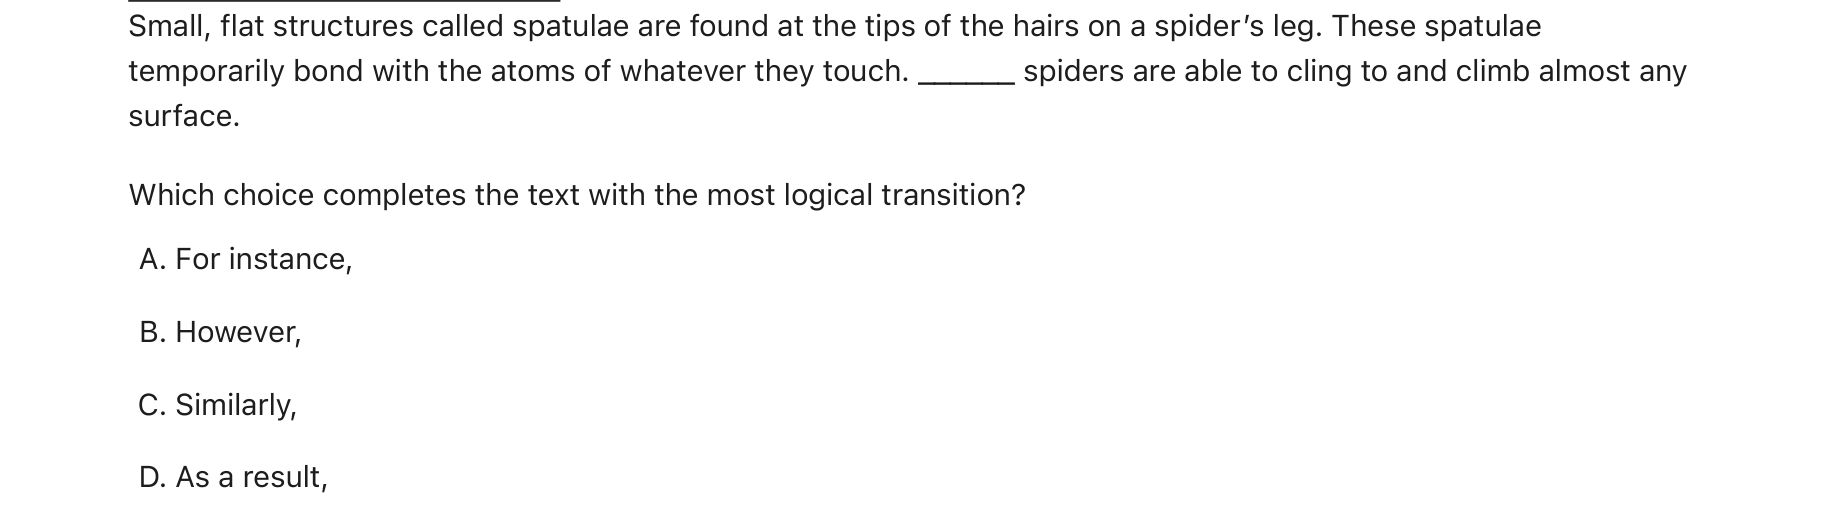 Small, flat structures called spatulae are found at the tips of the hairs on a spider’s leg. These spatulae
temporarily bond with the atoms of whatever they touch. ______ spiders are able to cling to and climb almost any
surface.
Which choice completes the text with the most logical transition?
A. For instance,
B. However,
C. Similarly,
D. As a result,